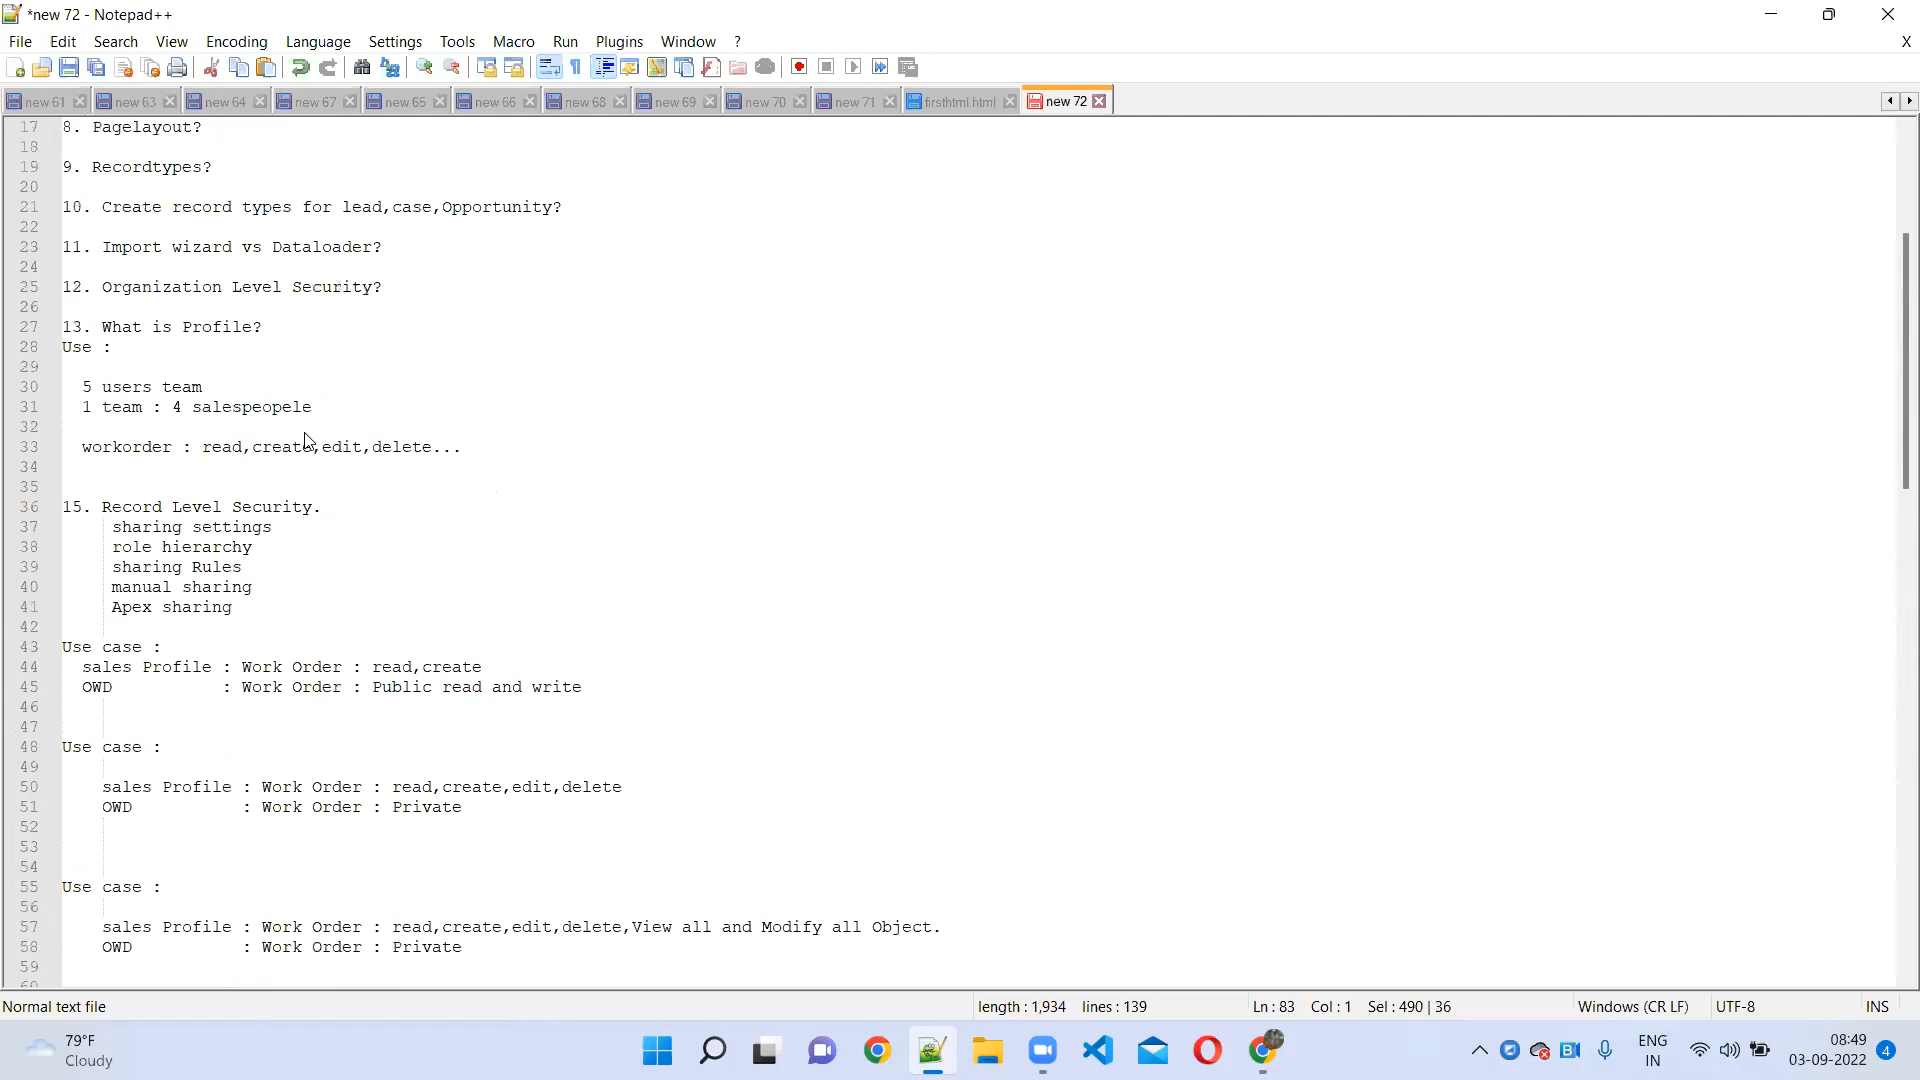 *new 72 - Notepad++
File Edit Search View Encoding Language Settings Tools Macro Run Plugins Window ? X
new 61 new 63 new 64 new 67 new 65 new 66 new 68 new 69 new 70 new 71 firsthtml.html new 72
17 8. Pagelayout?
18
19 9. Recordtypes?
20
21 10. Create record types for lead,case,Opportunity?
22
23 11. Import wizard vs Dataloader?
24
25 12. Organization Level Security?
26
27 13. What is Profile?
28 Use :
29
30 5 users team
31 1 team : 4 salespeopele
32
33 workorder : read,create,edit,delete...
34
35
36 15. Record Level Security.
37 sharing settings
38 role hierarchy
39 sharing Rules
40 manual sharing
41 Apex sharing
42
43 Use case :
44 sales Profile : Work Order : read,create
45 OWD : Work Order : Public read and write
46
47
48 Use case :
49
50 sales Profile : Work Order : read,create,edit,delete
51 OWD : Work Order : Private
52
53
54
55 Use case :
56
57 sales Profile : Work Order : read,create,edit,delete,View all and Modify all Object.
58 OWD : Work Order : Private
59
60
Normal text file length : 1,934 lines : 139 Ln : 83 Col : 1 Sel : 490 | 36 Windows (CR LF) UTF-8 INS
79°F
Cloudy
ENG
IN
08:49
03-09-2022
4